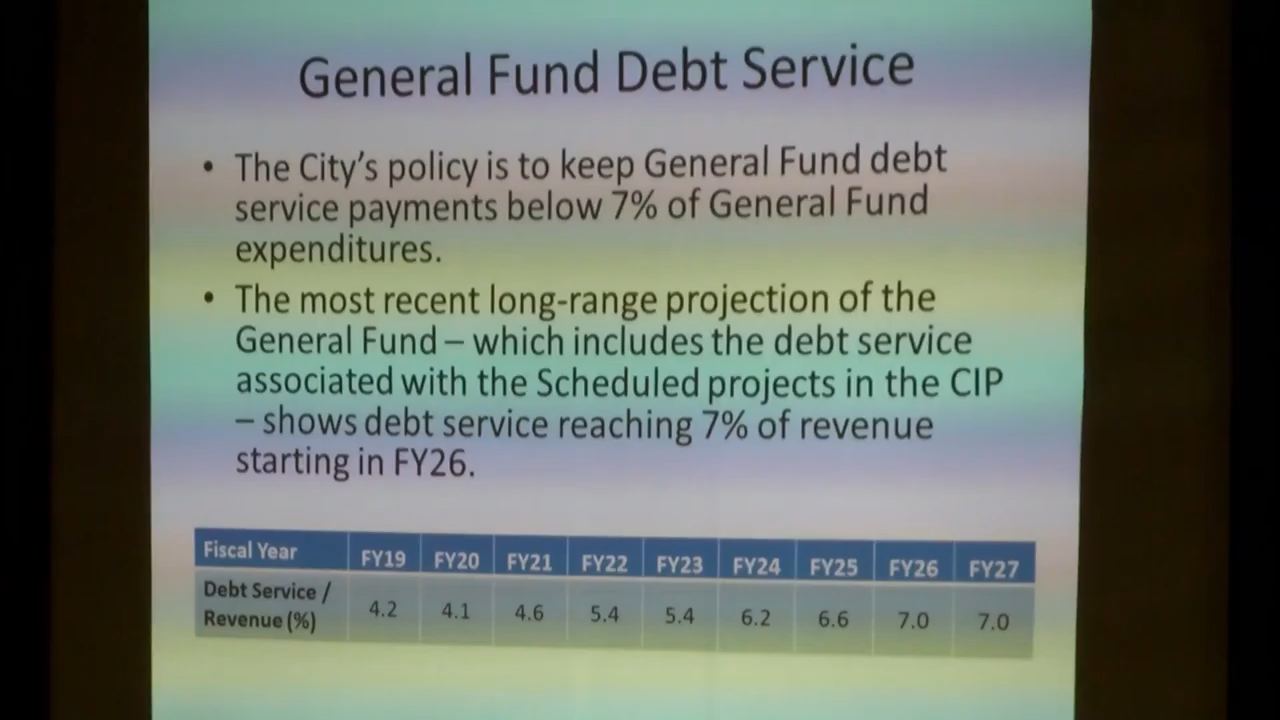 General Fund Debt Service
• The City's policy is to keep General Fund debt
service payments below 7% of General Fund
expenditures.
• The most recent long-range projection of the
General Fund – which includes the debt service
associated with the Scheduled projects in the CIP
– shows debt service reaching 7% of revenue
starting in FY26.
Fiscal Year FY19 FY20 FY21 FY22 FY23 FY24 FY25 FY26 FY27
Debt Service /
Revenue (%) 4.2 4.1 4.6 5.4 5.4 6.2 6.6 7.0 7.0